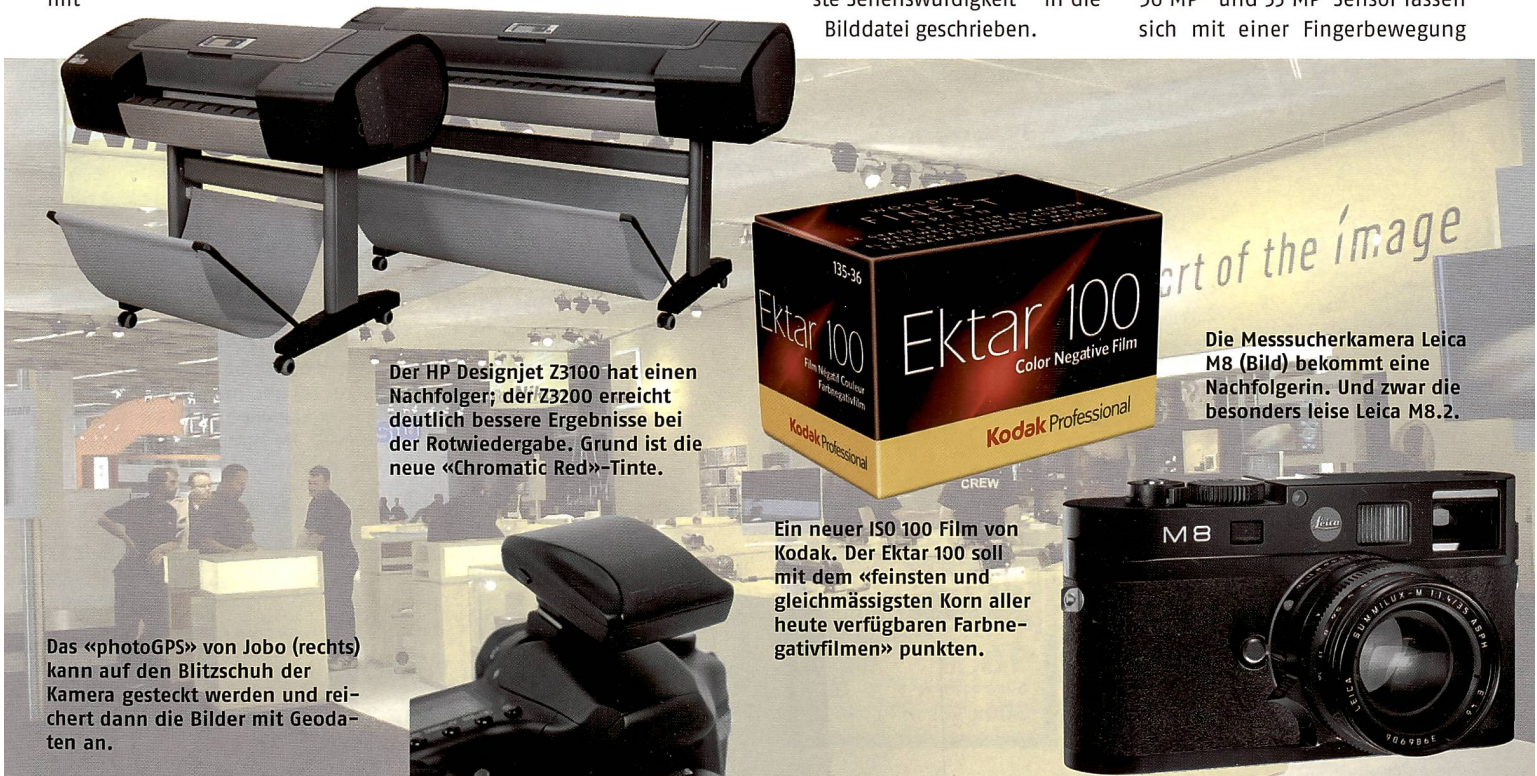 mit
ste Sehenswürdigkeit – in die
Bilddatei geschrieben.
sich mit einer Fingerbewegung
Der HP Designjet Z3100 hat einen
Nachfolger; der Z3200 erreicht
deutlich bessere Ergebnisse bei
der Rotwiedergabe. Grund ist die
neue «Chromatic Red»-Tinte.
WORLD'S
FINEST
GRAIN
135-36
Ektar 100
Film Négatif Couleur
Farbnegativfilm
Kodak Professional
Ektar 100
Color Negative Film
Kodak Professional
art of the image
Die Messsucherkamera Leica
M8 (Bild) bekommt eine
Nachfolgerin. Und zwar die
besonders leise Leica M8.2.
CREW
Ein neuer ISO 100 Film von
Kodak. Der Ektar 100 soll
mit dem «feinsten und
gleichmässigsten Korn aller
heute verfügbaren Farbne-
gativfilmen» punkten.
M8
Leica
SUMMILUX-M 1:1.4/35 ASPH
E 46
LEICA
Das «photoGPS» von Jobo (rechts)
kann auf den Blitzschuh der
Kamera gesteckt werden und rei-
chert dann die Bilder mit Geoda-
ten an.